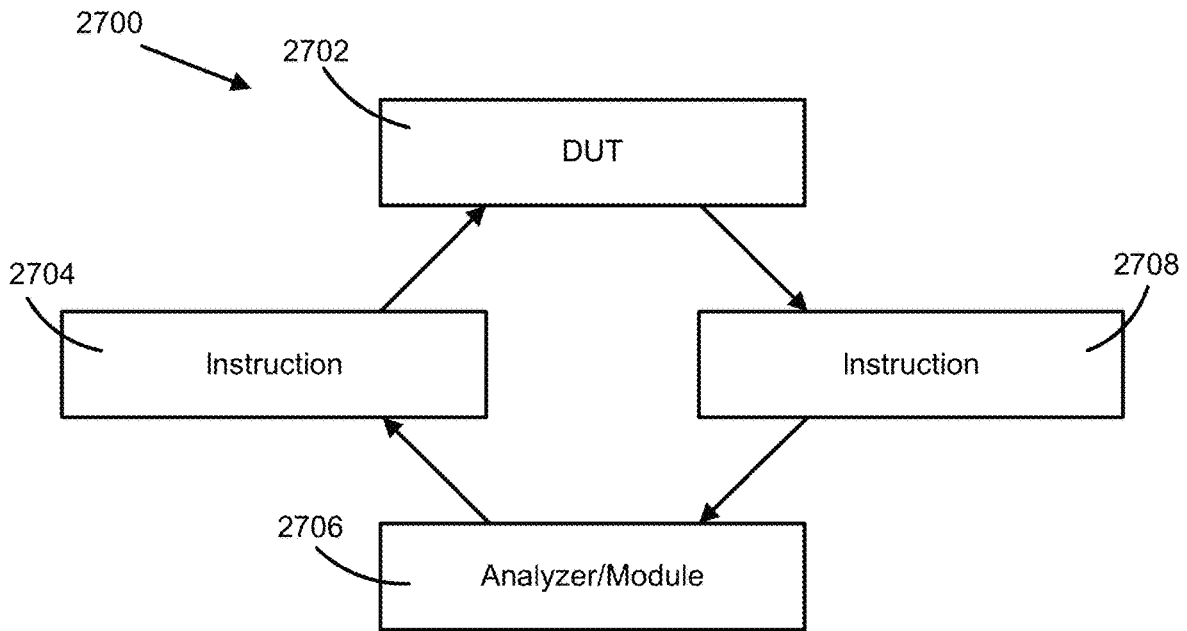 2700
2702
DUT
2704
2708
Instruction
Instruction
2706
Analyzer/Module